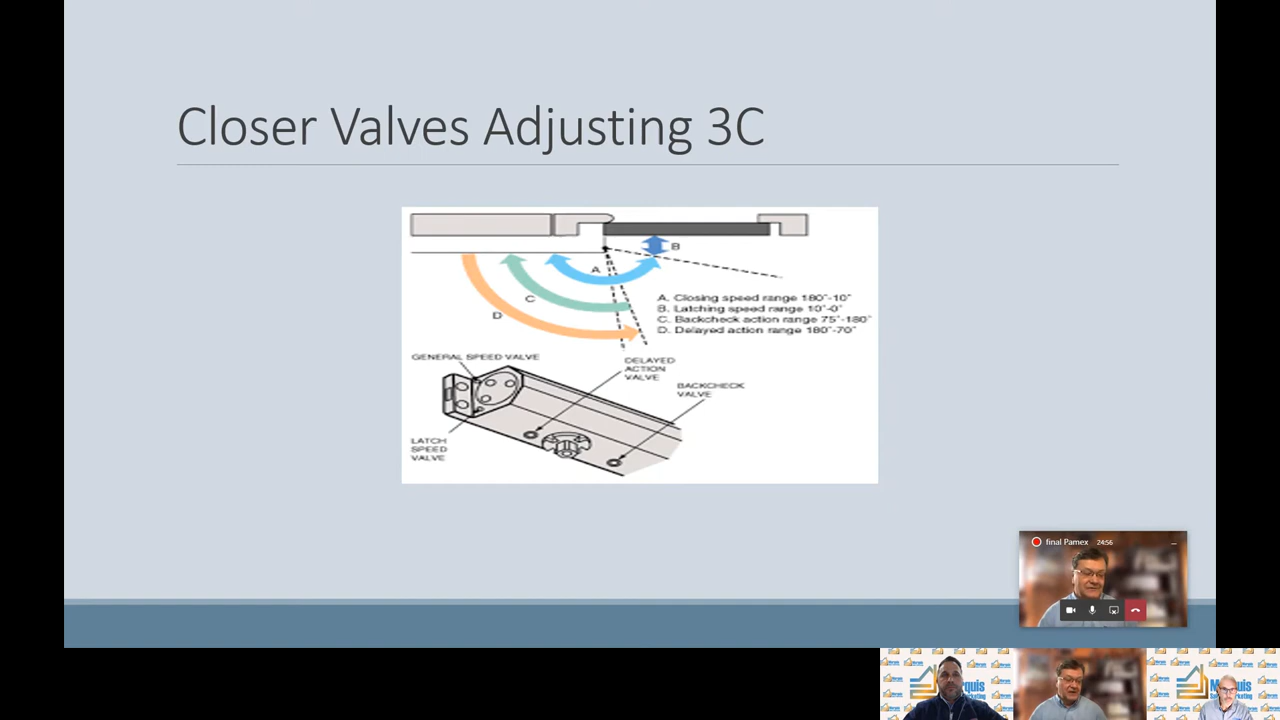 Closer Valves Adjusting 3C
B
A
C
D
A. Closing speed range 180°-10°
B. Latching speed range 10°-0°
C. Backcheck action range 75°-180°
D. Delayed action range 180°-70°
GENERAL SPEED VALVE
DELAYED
ACTION
VALVE
BACKCHECK
VALVE
LATCH
SPEED
VALVE
final Pamex 24:56